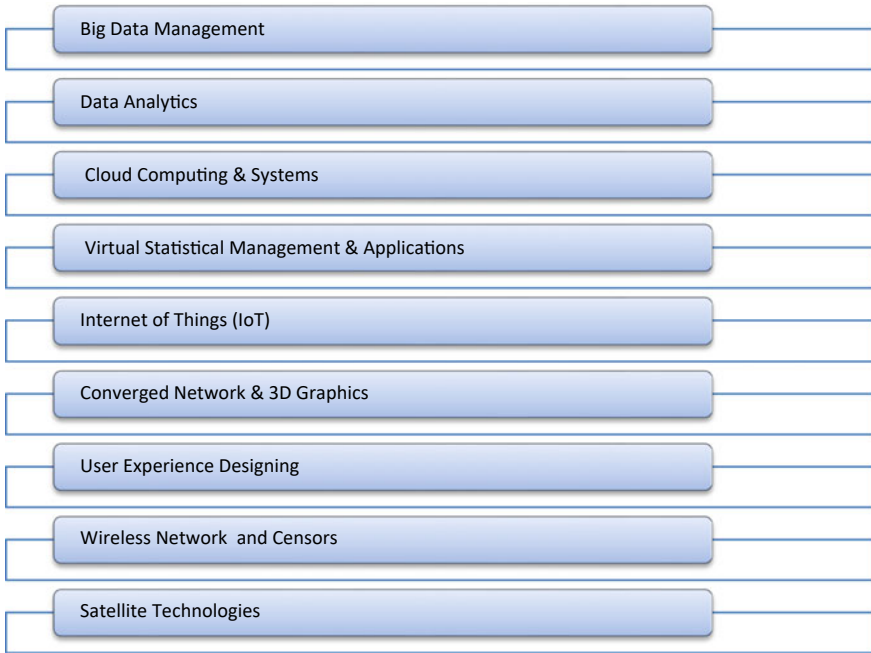 Big Data Management
Data Analytics
Cloud Computing & Systems
Virtual Statistical Management & Applications
Internet of Things (IoT)
Converged Network & 3D Graphics
User Experience Designing
Wireless Network  and Censors
Satellite Technologies